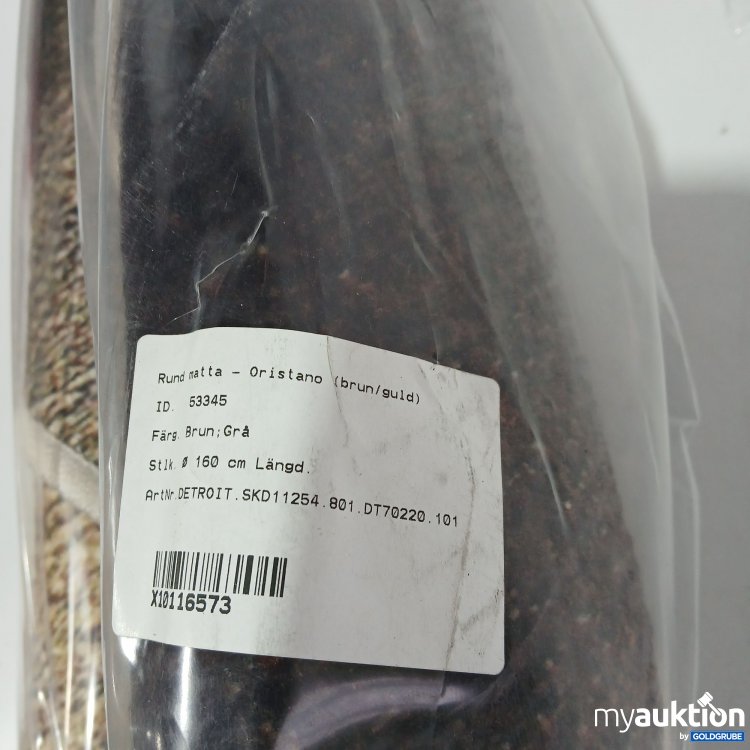 Rund matta - Oristano (brun/guld)
ID. 53345
Färg. Brun;Grå
Stlk. Ø 160 cm Längd.
ArtNr.DETROIT.SKD11254.801.DT70220.101
X10116573
myauktion
by GOLDGRUBE